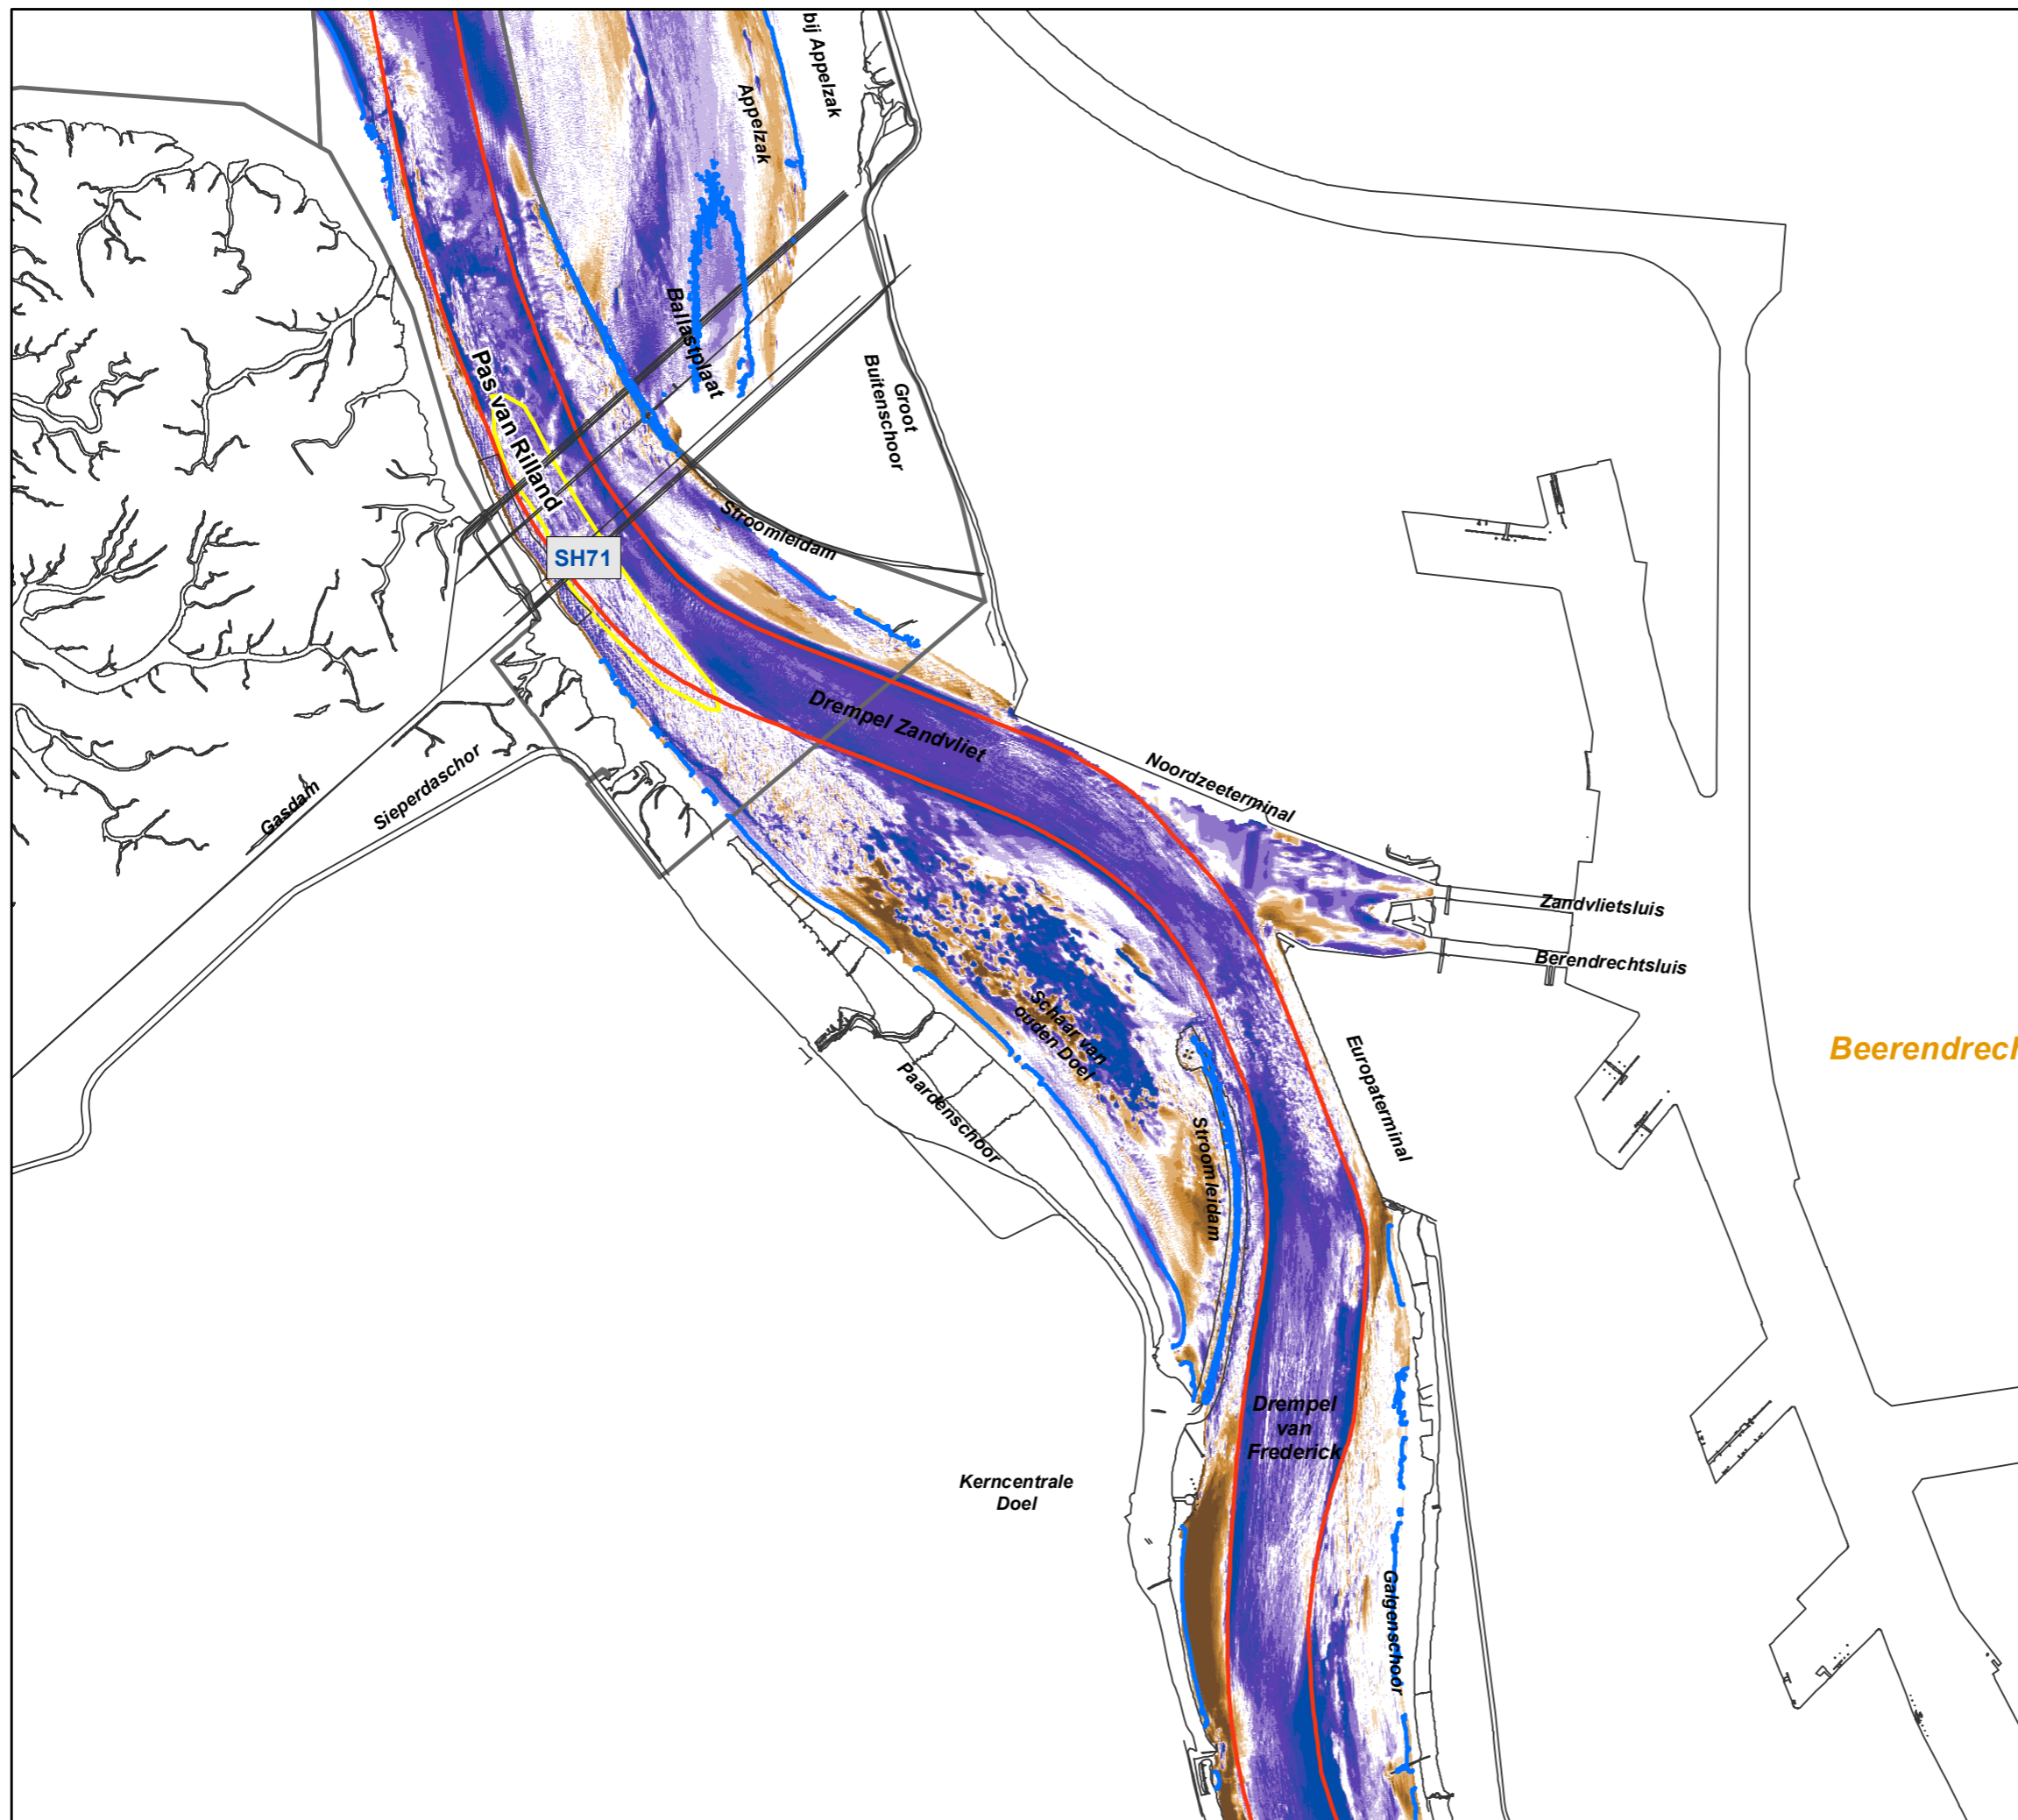 bij Appelzak
Appelzak
Ballastplaat
Groot
Buitenschoor
Pas van Rilland
Stroomleidam
SH71
Drempel Zandvliet
Noordzeeterminal
Gasdam
Sieperdaschor
Zandvlietsluis
Berendrechtsluis
Schaar van
ouden Doel
Europaterminal
Beerendrech
Paardenschoor
Stroomleidam
Drempel
van
Frederick
Kerncentrale
Doel
Galgenschoor